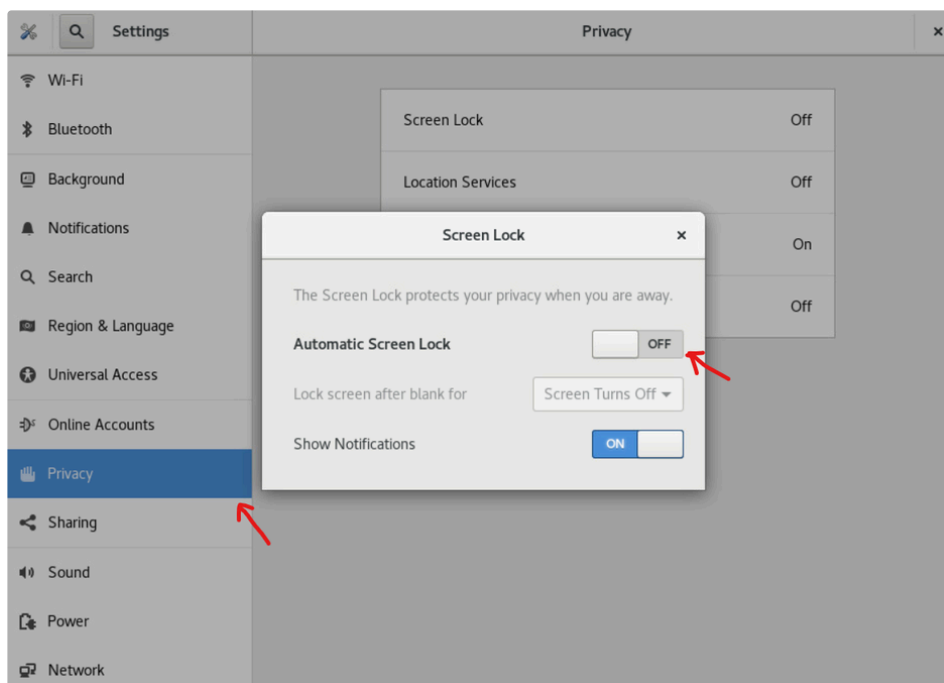 Settings
Privacy
Wi-Fi
Bluetooth
Background
Notifications
Search
Region & Language
Universal Access
Online Accounts
Privacy
Sharing
Sound
Power
Network
Screen Lock Off
Location Services Off
On
Off
Screen Lock
The Screen Lock protects your privacy when you are away.
Automatic Screen Lock OFF
Lock screen after blank for Screen Turns Off
Show Notifications ON